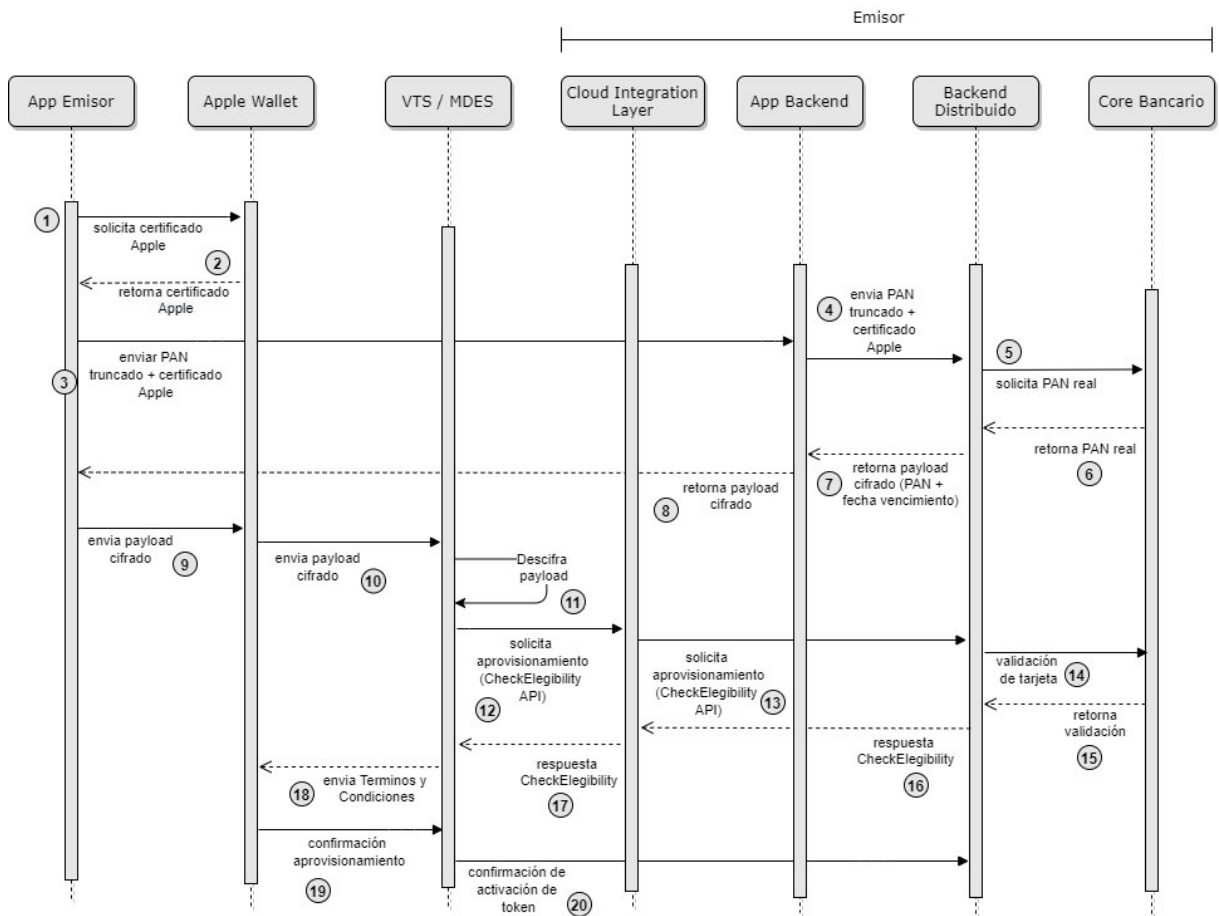 Emisor
App Emisor
Apple Wallet
VTS / MDES
Cloud Integration
Layer
App Backend
Backend
Distribuido
Core Bancario
1
solicita certificado
Apple
2
retorna certificado
Apple
3
enviar PAN
truncado + certificado
Apple
4
envia PAN
truncado +
certificado
Apple
5
solicita PAN real
retorna PAN real
6
7
retorna payload
cifrado (PAN +
fecha vencimiento)
retorna payload
cifrado
8
envia payload
cifrado
9
envia payload
cifrado
10
Descifra
payload
11
solicita
aprovisionamiento
(CheckElegibility
API)
12
solicita
aprovisionamiento
(CheckElegibility
API)
13
validación
de tarjeta
14
retorna
validación
15
respuesta
CheckElegibility
16
respuesta
CheckElegibility
17
18
envia Terminos y
Condiciones
confirmación
aprovisionamiento
19
confirmación de
activación de
token
20